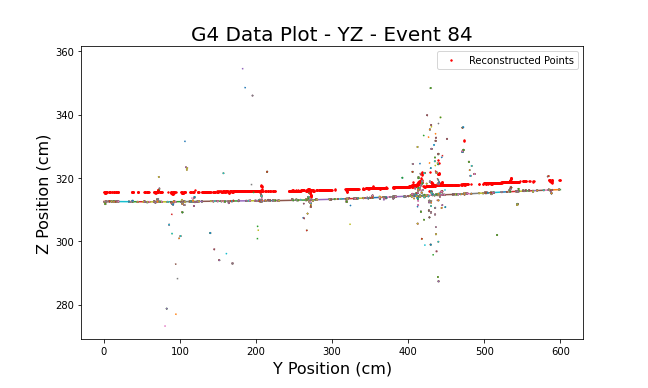 G4 Data Plot - YZ - Event 84
Reconstructed Points
Z Position (cm)
360
340
320
300
280
0 100 200 300 400 500 600
Y Position (cm)